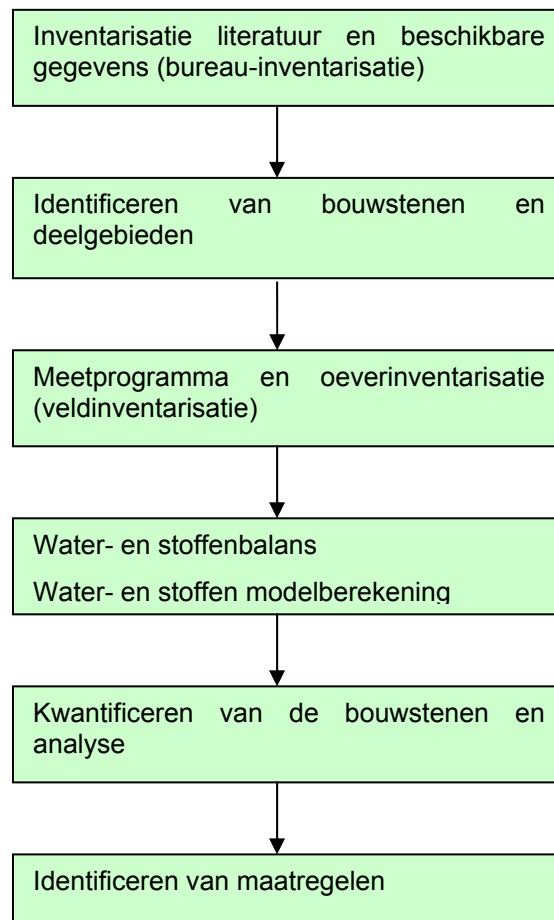 Inventarisatie literatuur en beschikbare
gegevens (bureau-inventarisatie)
Identificeren van bouwstenen en
deelgebieden
Meetprogramma en oeverinventarisatie
(veldinventarisatie)
Water- en stoffenbalans
Water- en stoffen modelberekening
Kwantificeren van de bouwstenen en
analyse
Identificeren van maatregelen